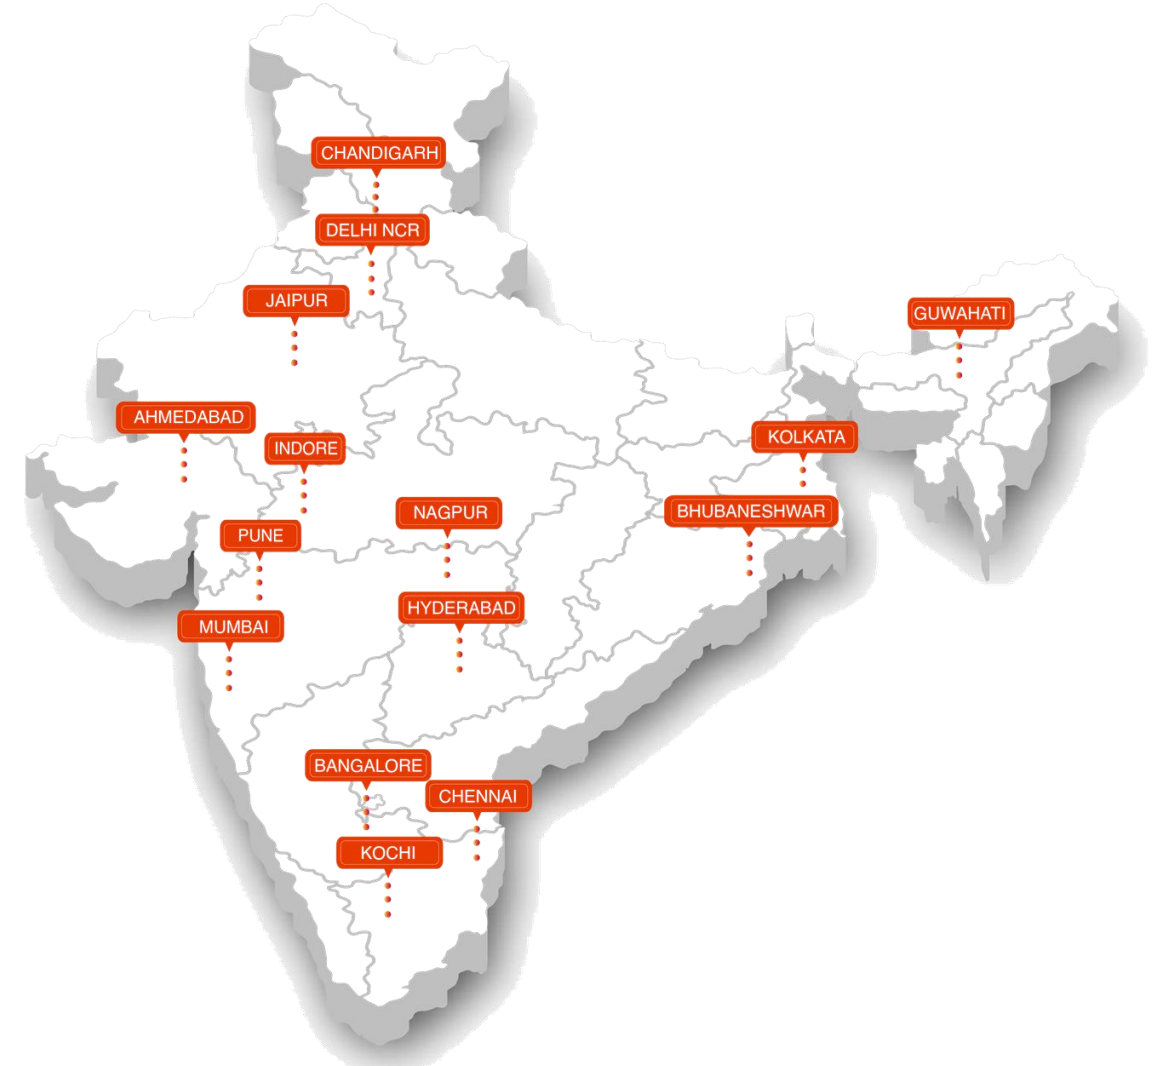 CHANDIGARH
DELHI NCR
JAIPUR
GUWAHATI
AHMEDABAD
KOLKATA
INDORE
BHUBANESHWAR
NAGPUR
PUNE
HYDERABAD
MUMBAI
BANGALORE
CHENNAI
KOCHI